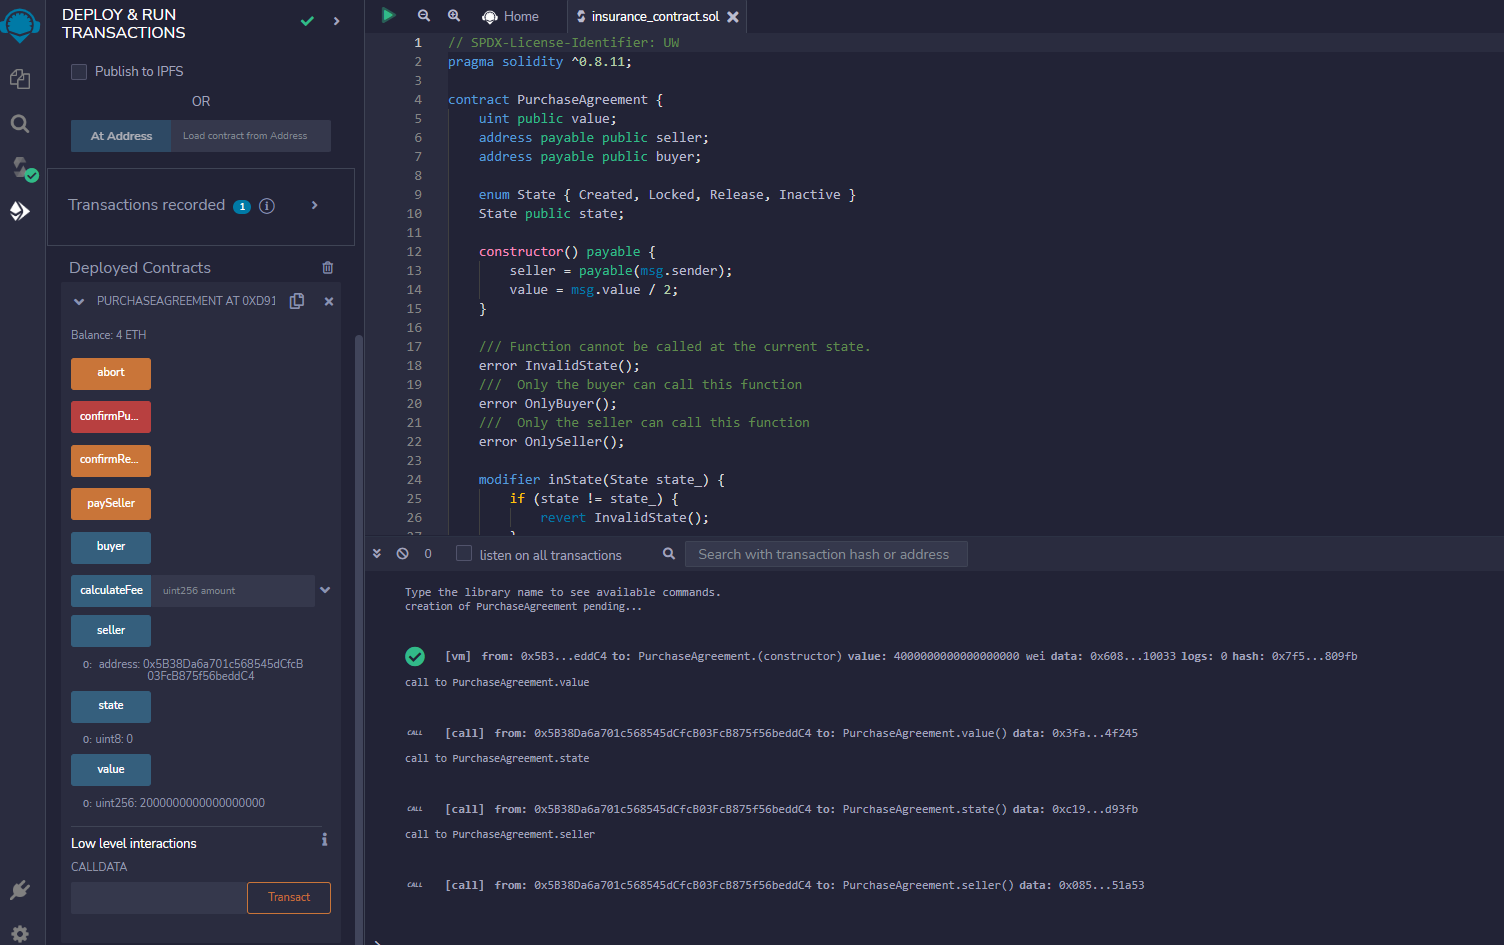 DEPLOY & RUN
TRANSACTIONS
Publish to IPFS
OR
At Address Load contract from Address
Transactions recorded 1
Deployed Contracts
PURCHASEAGREEMENT AT 0XD91
Balance: 4 ETH
abort
confirmPu...
confirmRe...
paySeller
buyer
calculateFee uint256 amount
seller
0: address: 0x5B38Da6a701c568545dCfcB
03FcB875f56beddC4
state
0: uint8: 0
value
0: uint256: 2000000000000000000
Low level interactions
CALLDATA
Transact
Home insurance_contract.sol
1 // SPDX-License-Identifier: UW
2 pragma solidity ^0.8.11;
3
4 contract PurchaseAgreement {
5 uint public value;
6 address payable public seller;
7 address payable public buyer;
8
9 enum State { Created, Locked, Release, Inactive }
10 State public state;
11
12 constructor() payable {
13 seller = payable(msg.sender);
14 value = msg.value / 2;
15 }
16
17 /// Function cannot be called at the current state.
18 error InvalidState();
19 ///  Only the buyer can call this function
20 error OnlyBuyer();
21 ///  Only the seller can call this function
22 error OnlySeller();
23
24 modifier inState(State state_) {
25 if (state != state_) {
26 revert InvalidState();
27 }
0 listen on all transactions Search with transaction hash or address
Type the library name to see available commands.
creation of PurchaseAgreement pending...
[vm] from: 0x5B3...eddC4 to: PurchaseAgreement.(constructor) value: 4000000000000000000 wei data: 0x608...10033 logs: 0 hash: 0x7f5...809fb
call to PurchaseAgreement.value
CALL [call] from: 0x5B38Da6a701c568545dCfcB03FcB875f56beddC4 to: PurchaseAgreement.value() data: 0x3fa...4f245
call to PurchaseAgreement.state
CALL [call] from: 0x5B38Da6a701c568545dCfcB03FcB875f56beddC4 to: PurchaseAgreement.state() data: 0xc19...d93fb
call to PurchaseAgreement.seller
CALL [call] from: 0x5B38Da6a701c568545dCfcB03FcB875f56beddC4 to: PurchaseAgreement.seller() data: 0x085...51a53
>